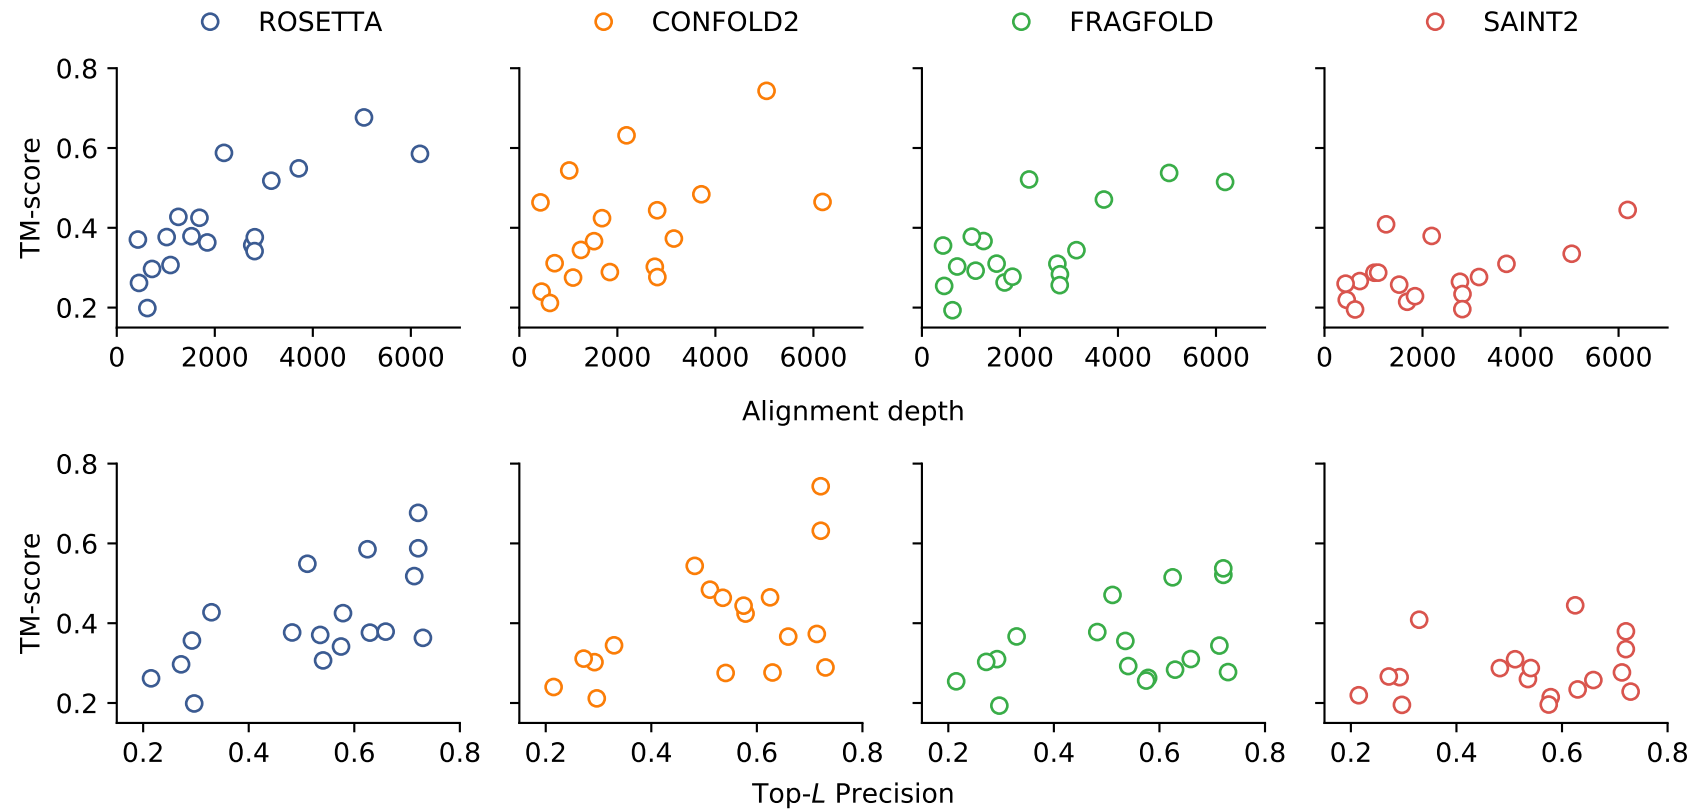 ROSETTA CONFOLD2 FRAGFOLD SAINT2
TM-score
0.8
0.6
0.4
0.2
0 2000 4000 6000 0 2000 4000 6000 0 2000 4000 6000 0 2000 4000 6000
Alignment depth
TM-score
0.8
0.6
0.4
0.2
0.2 0.4 0.6 0.8 0.2 0.4 0.6 0.8 0.2 0.4 0.6 0.8 0.2 0.4 0.6 0.8
Top-L Precision